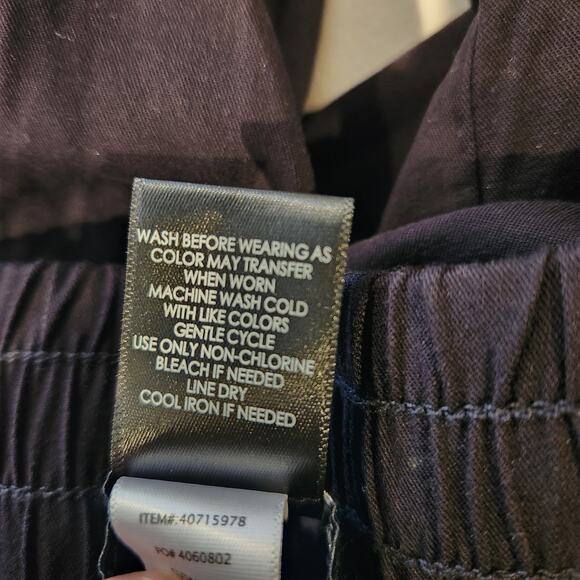 WASH BEFORE WEARING AS
COLOR MAY TRANSFER
WHEN WORN
MACHINE WASH COLD
WITH LIKE COLORS
GENTLE CYCLE
USE ONLY NON-CHLORINE
BLEACH IF NEEDED
LINE DRY
COOL IRON IF NEEDED
ITEM#:40715978
PO# 4060802